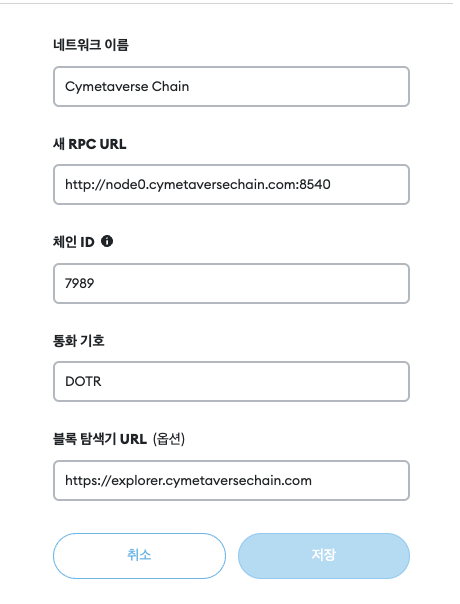 네트워크 이름
Cymetaverse Chain
새 RPC URL
http://node0.cymetaversechain.com:8540
체인 ID
7989
통화 기호
DOTR
블록 탐색기 URL (옵션)
https://explorer.cymetaversechain.com
취소 저장